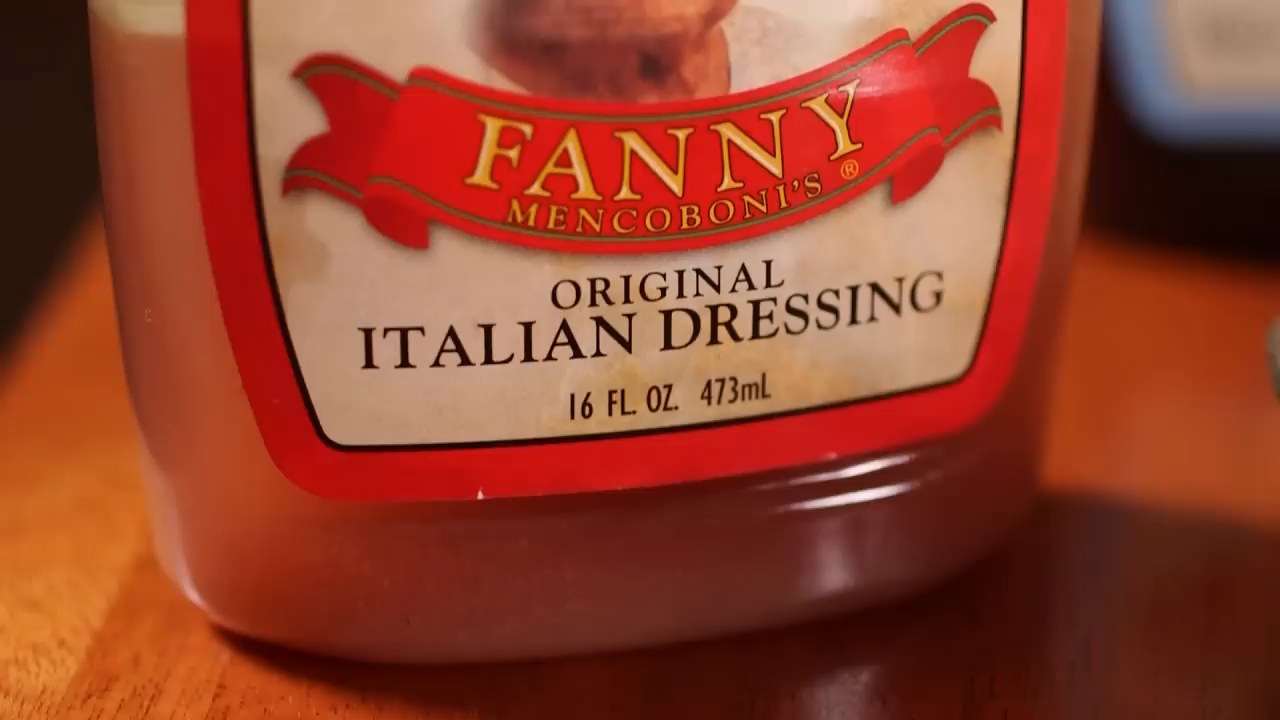 FANNY
MENCOBONI'S ®
ORIGINAL
ITALIAN DRESSING
16 FL. OZ. 473mL